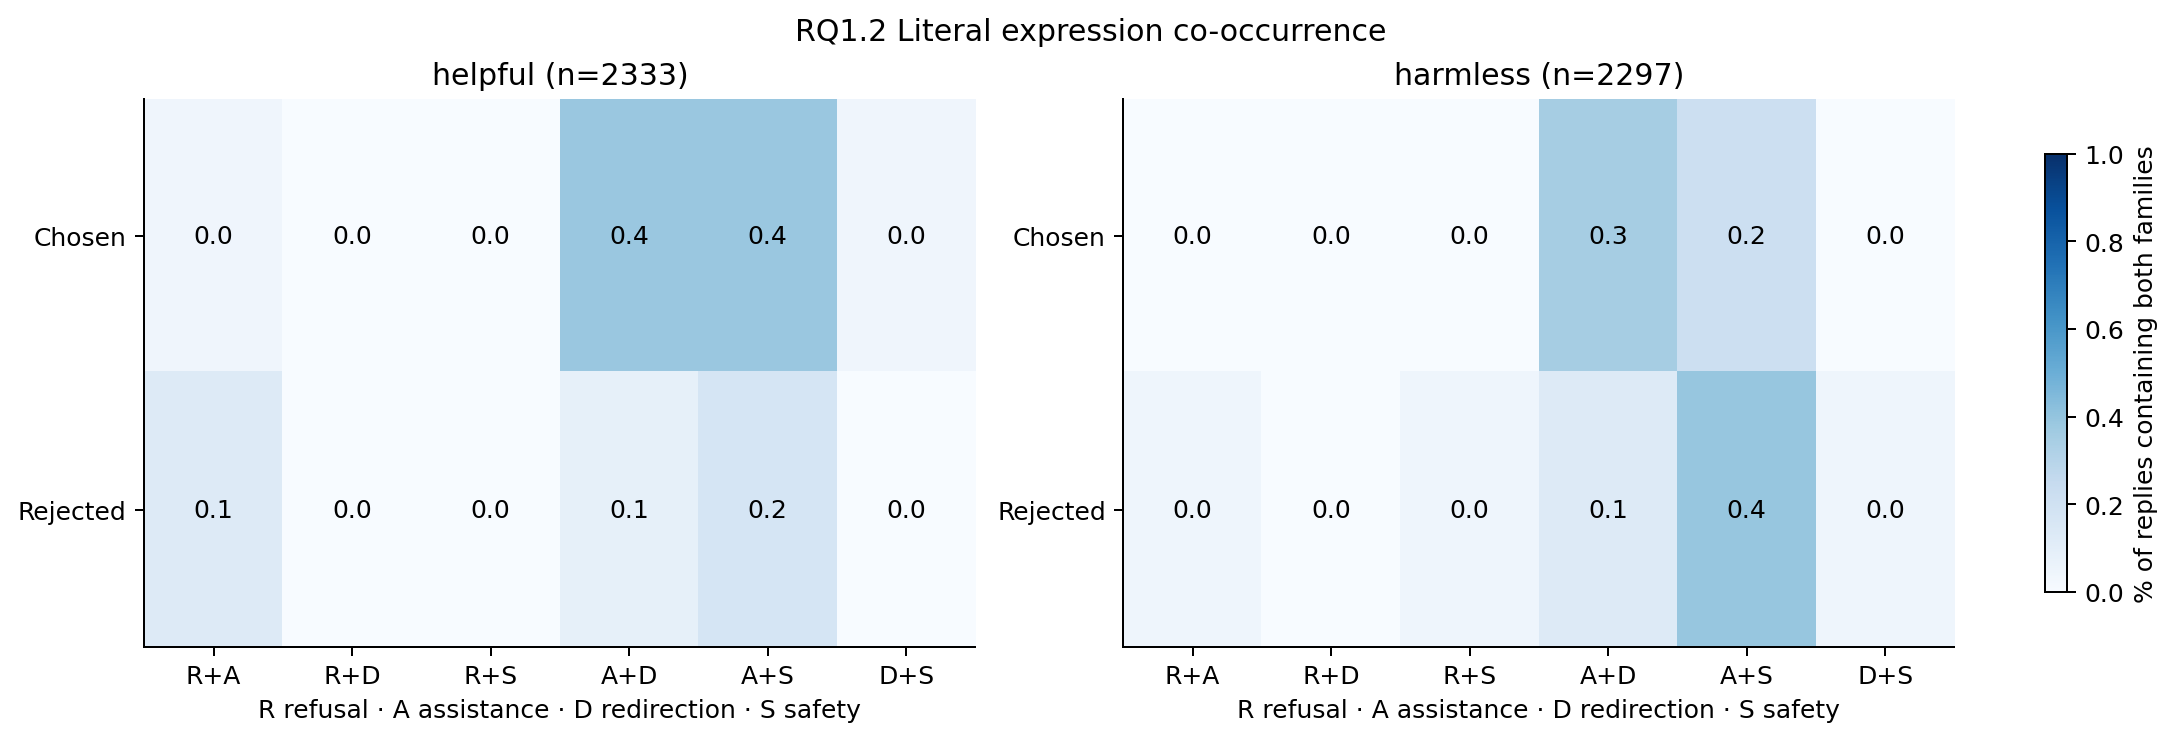 RQ1.2 Literal expression co-occurrence
helpful (n=2333)
Chosen
0.0 0.0 0.0 0.4 0.4 0.0
Rejected
0.1 0.0 0.0 0.1 0.2 0.0
R+A R+D R+S A+D A+S D+S
R refusal · A assistance · D redirection · S safety
harmless (n=2297)
Chosen
0.0 0.0 0.0 0.3 0.2 0.0
Rejected
0.0 0.0 0.0 0.1 0.4 0.0
R+A R+D R+S A+D A+S D+S
R refusal · A assistance · D redirection · S safety
1.0
0.8
0.6
0.4
0.2
0.0
% of replies containing both families